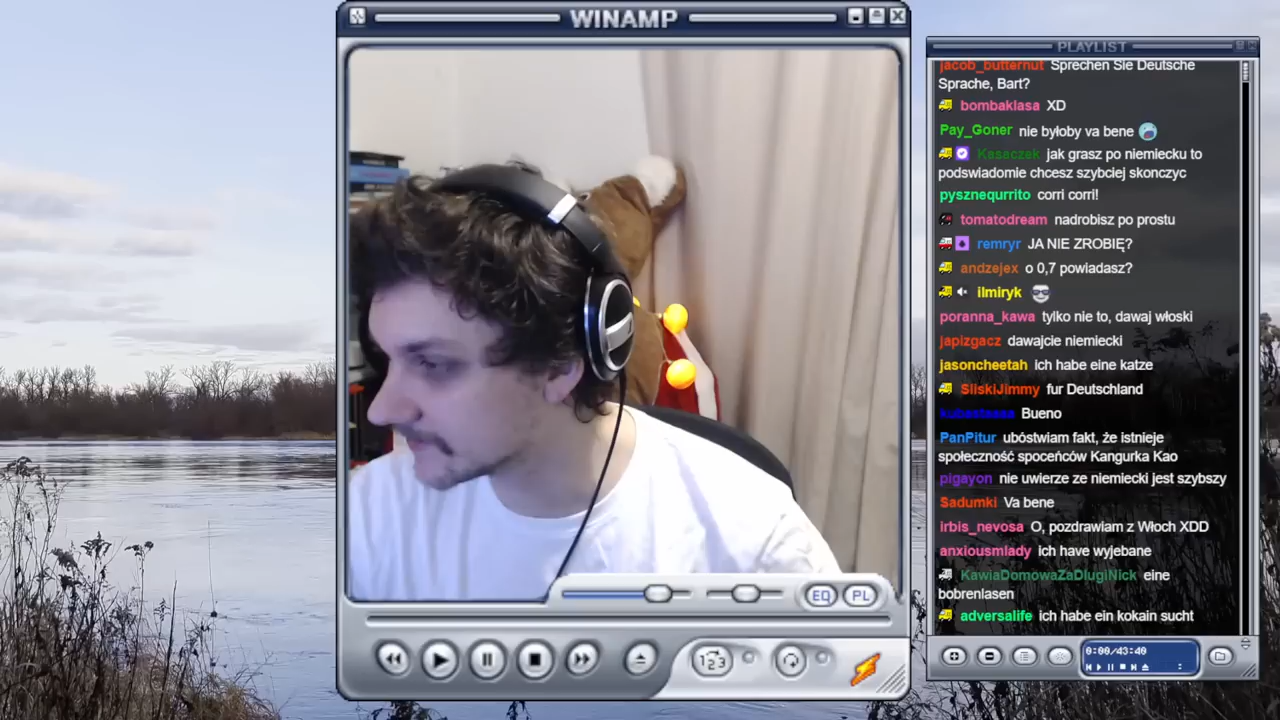 WINAMP
EQ
PL
123
PLAYLIST
jacob_butternut Sprechen Sie Deutsche
Sprache, Bart?
bombaklasa XD
Pay_Goner nie byłoby va bene
Kaseczek jak grasz po niemiecku to
podswiadomie chcesz szybciej skonczyc
pysznequrrito corri corri!
tomatodream nadrobisz po prostu
remryr JA NIE ZROBIĘ?
andzejex o 0,7 powiadasz?
ilmiryk
poranna_kawa tylko nie to, dawaj włoski
japizgacz dawajcie niemiecki
jasoncheetah ich habe eine katze
SliskiJimmy fur Deutschland
kubastaaaa Bueno
PanPitur ubóstwiam fakt, że istnieje
społeczność spoceńców Kangurka Kao
pigayon nie uwierze ze niemiecki jest szybszy
Sadumki Va bene
irbis_nevosa O, pozdrawiam z Włoch XDD
anxiousmlady ich have wyjebane
KawiaDomowaZaDlugiNick eine
bobrenlasen
adversalife ich habe ein kokain sucht
0:00/43:40